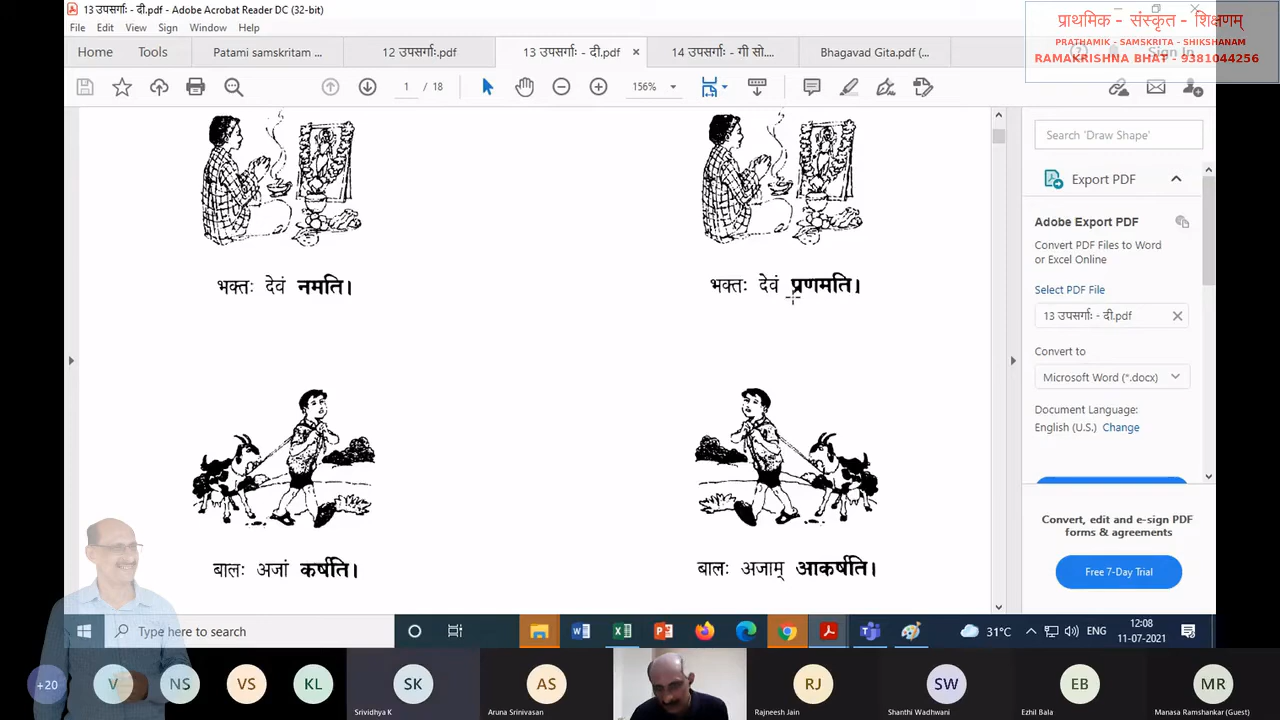 13 उपसर्गाः - दी.pdf - Adobe Acrobat Reader DC (32-bit)
File Edit View Sign Window Help
प्राथमिक - संस्कृत - शिक्षणम्
PRATHAMIK - SAMSKRITA - SHIKSHANAM
RAMAKRISHNA BHAT - 9381044256
Home Tools Patami samskritam ... 12 उपसर्गाः.pdf 13 उपसर्गाः - दी.pdf × 14 उपसर्गाः - गी सो.... Bhagavad Gita.pdf (... Sign In
1 / 18 156%
Search 'Draw Shape'
Export PDF
Adobe Export PDF
Convert PDF Files to Word
or Excel Online
Select PDF File
13 उपसर्गाः - दी.pdf
Convert to
Microsoft Word (*.docx)
Document Language:
English (U.S.) Change
Convert, edit and e-sign PDF
forms & agreements
Free 7-Day Trial
भक्तः देवं नमति।
भक्तः देवं प्रणमति।
बालः अजां कर्षति।
बालः अजाम् आकर्षति।
Type here to search
31°C ENG 12:08
11-07-2021
+20 V NS VS KL SK AS RJ SW EB MR
Srividhya K Aruna Srinivasan Rajneesh Jain Shanthi Wadhwani Ezhil Bala Manasa Ramshankar (Guest)